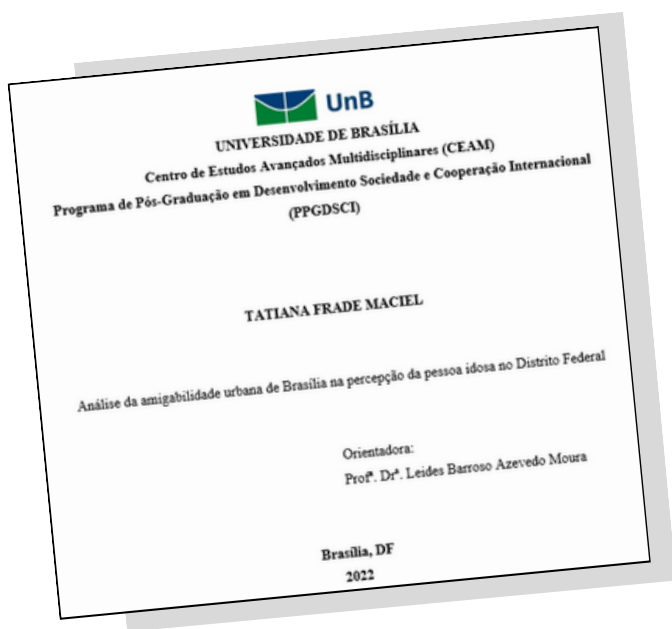 UnB
UNIVERSIDADE DE BRASÍLIA
Centro de Estudos Avançados Multidisciplinares (CEAM)
Programa de Pós-Graduação em Desenvolvimento Sociedade e Cooperação Internacional
(PPGDSCI)
TATIANA FRADE MACIEL
Análise da amigabilidade urbana de Brasília na percepção da pessoa idosa no Distrito Federal
Orientadora:
Profª. Drª. Leides Barroso Azevedo Moura
Brasília, DF
2022